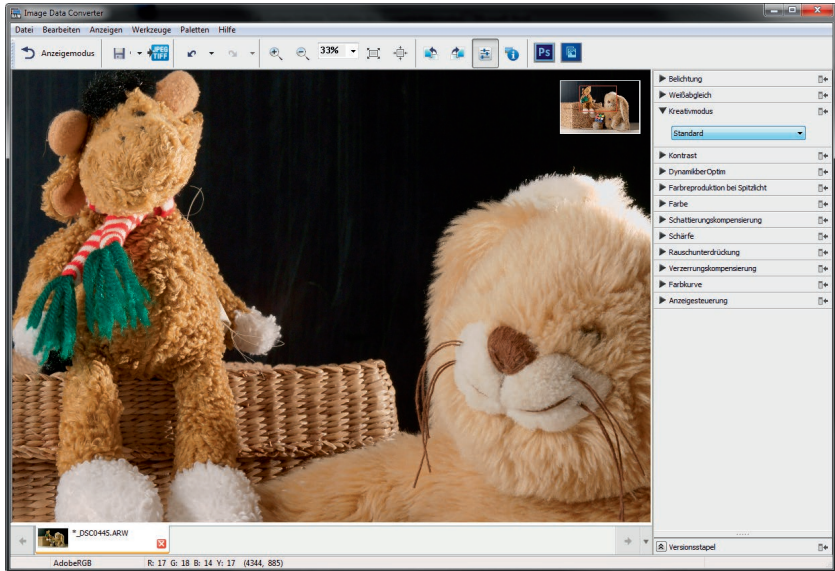 Image Data Converter
Datei Bearbeiten Anzeigen Werkzeuge Paletten Hilfe
Anzeigemodus JPEG TIFF 33% Ps
Belichtung
Weißabgleich
Kreativmodus
Standard
Kontrast
DynamikberOptim
Farbreproduktion bei Spitzlicht
Farbe
Schattierungskompensierung
Schärfe
Rauschunterdrückung
Verzerrungskompensierung
Farbkurve
Anzeigesteuerung
*_DSC0445.ARW
Versionsstapel
AdobeRGB R: 17 G: 18 B: 14 Y: 17 (4344, 885)